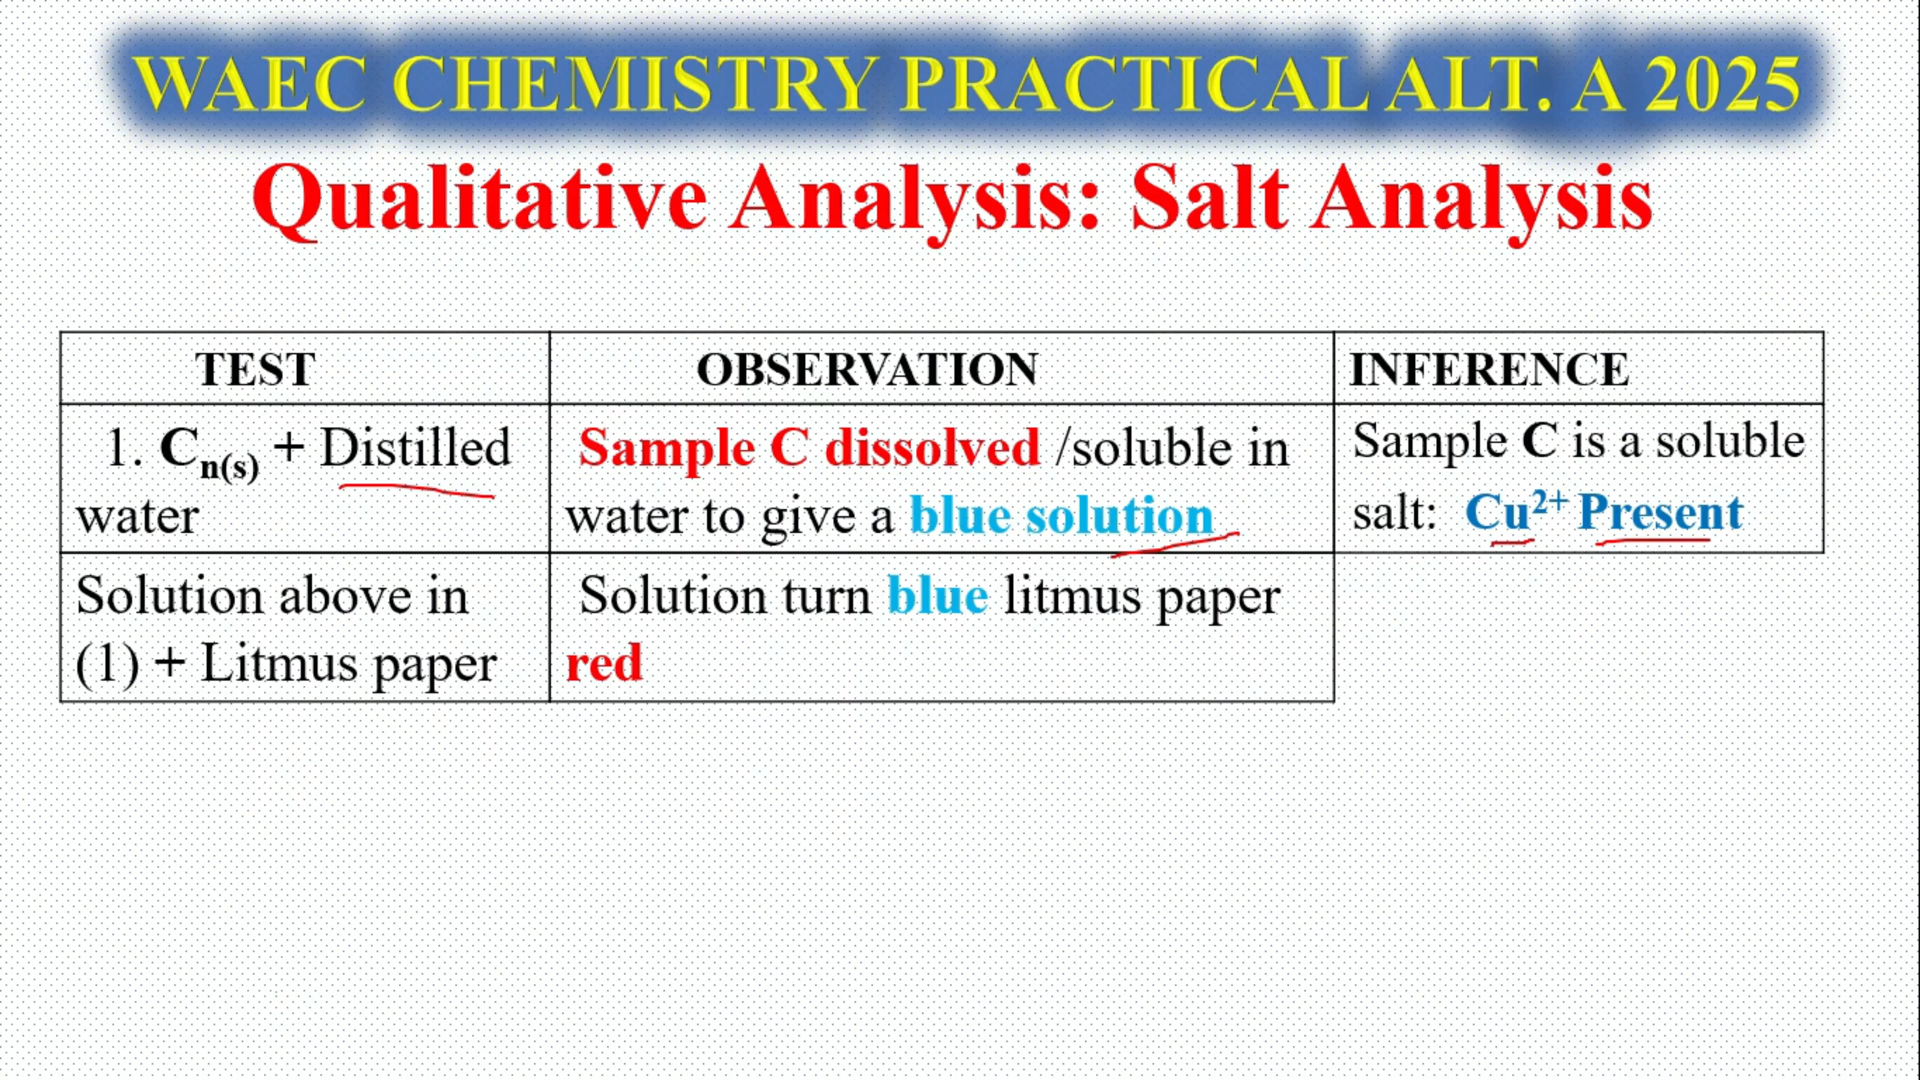 WAEC CHEMISTRY PRACTICAL ALT. A 2025
Qualitative Analysis: Salt Analysis
TEST
OBSERVATION
INFERENCE
1. Cn(s) + Distilled
water
Sample C dissolved /soluble in
water to give a blue solution
Sample C is a soluble
salt: Cu²⁺ Present
Solution above in
(1) + Litmus paper
Solution turn blue litmus paper
red